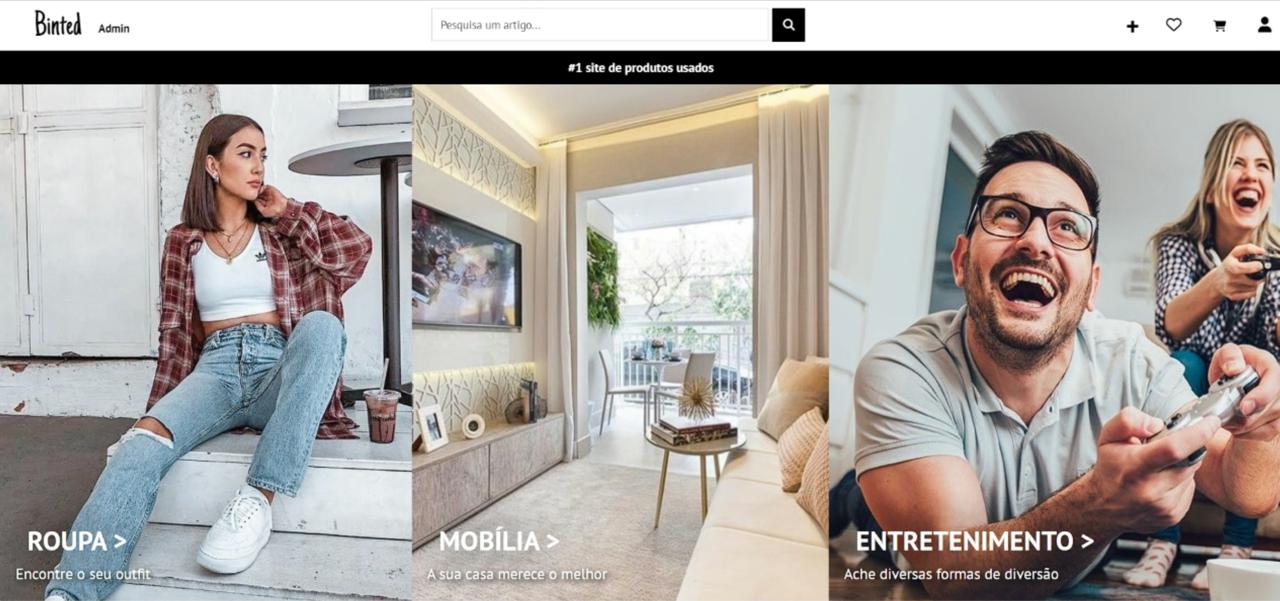 Binted
Admin
Pesquisa um artigo...
#1 site de produtos usados
ROUPA >
Encontre o seu outfit
MOBÍLIA >
A sua casa merece o melhor
ENTRETENIMENTO >
Ache diversas formas de diversão